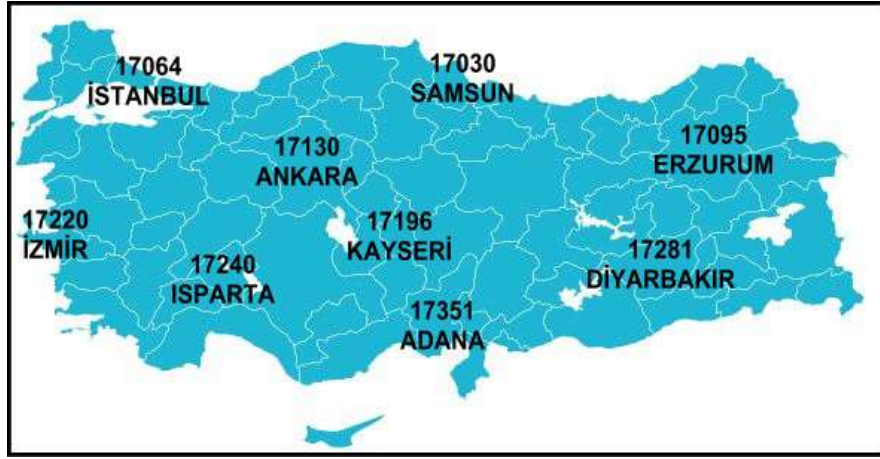 17064
İSTANBUL
17030
SAMSUN
17130
ANKARA
17095
ERZURUM
17220
İZMİR
17196
KAYSERİ
17240
ISPARTA
17281
DİYARBAKIR
17351
ADANA